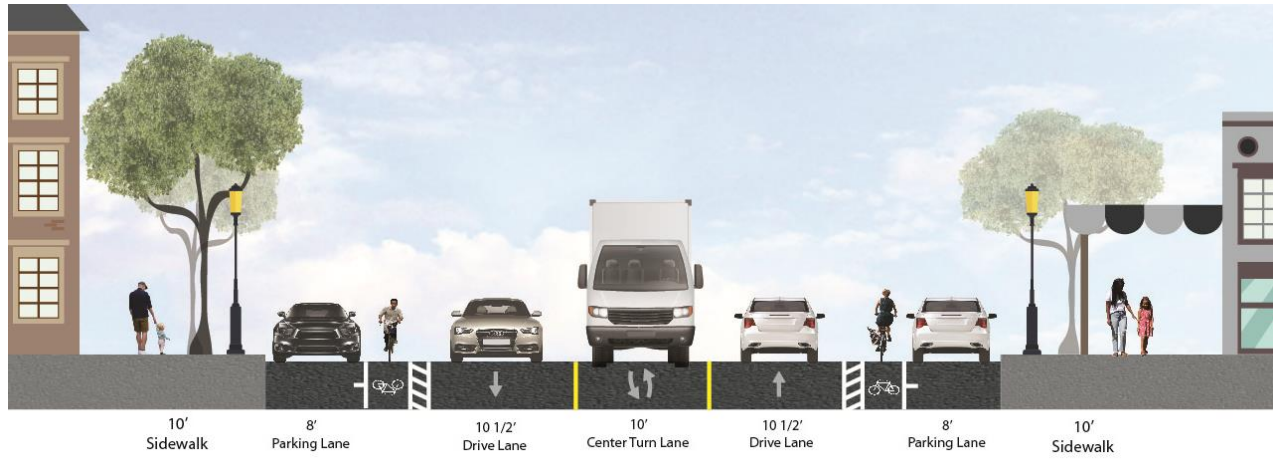 10’
Sidewalk
8’
Parking Lane
10 1/2’
Drive Lane
10’
Center Turn Lane
10 1/2’
Drive Lane
8’
Parking Lane
10’
Sidewalk